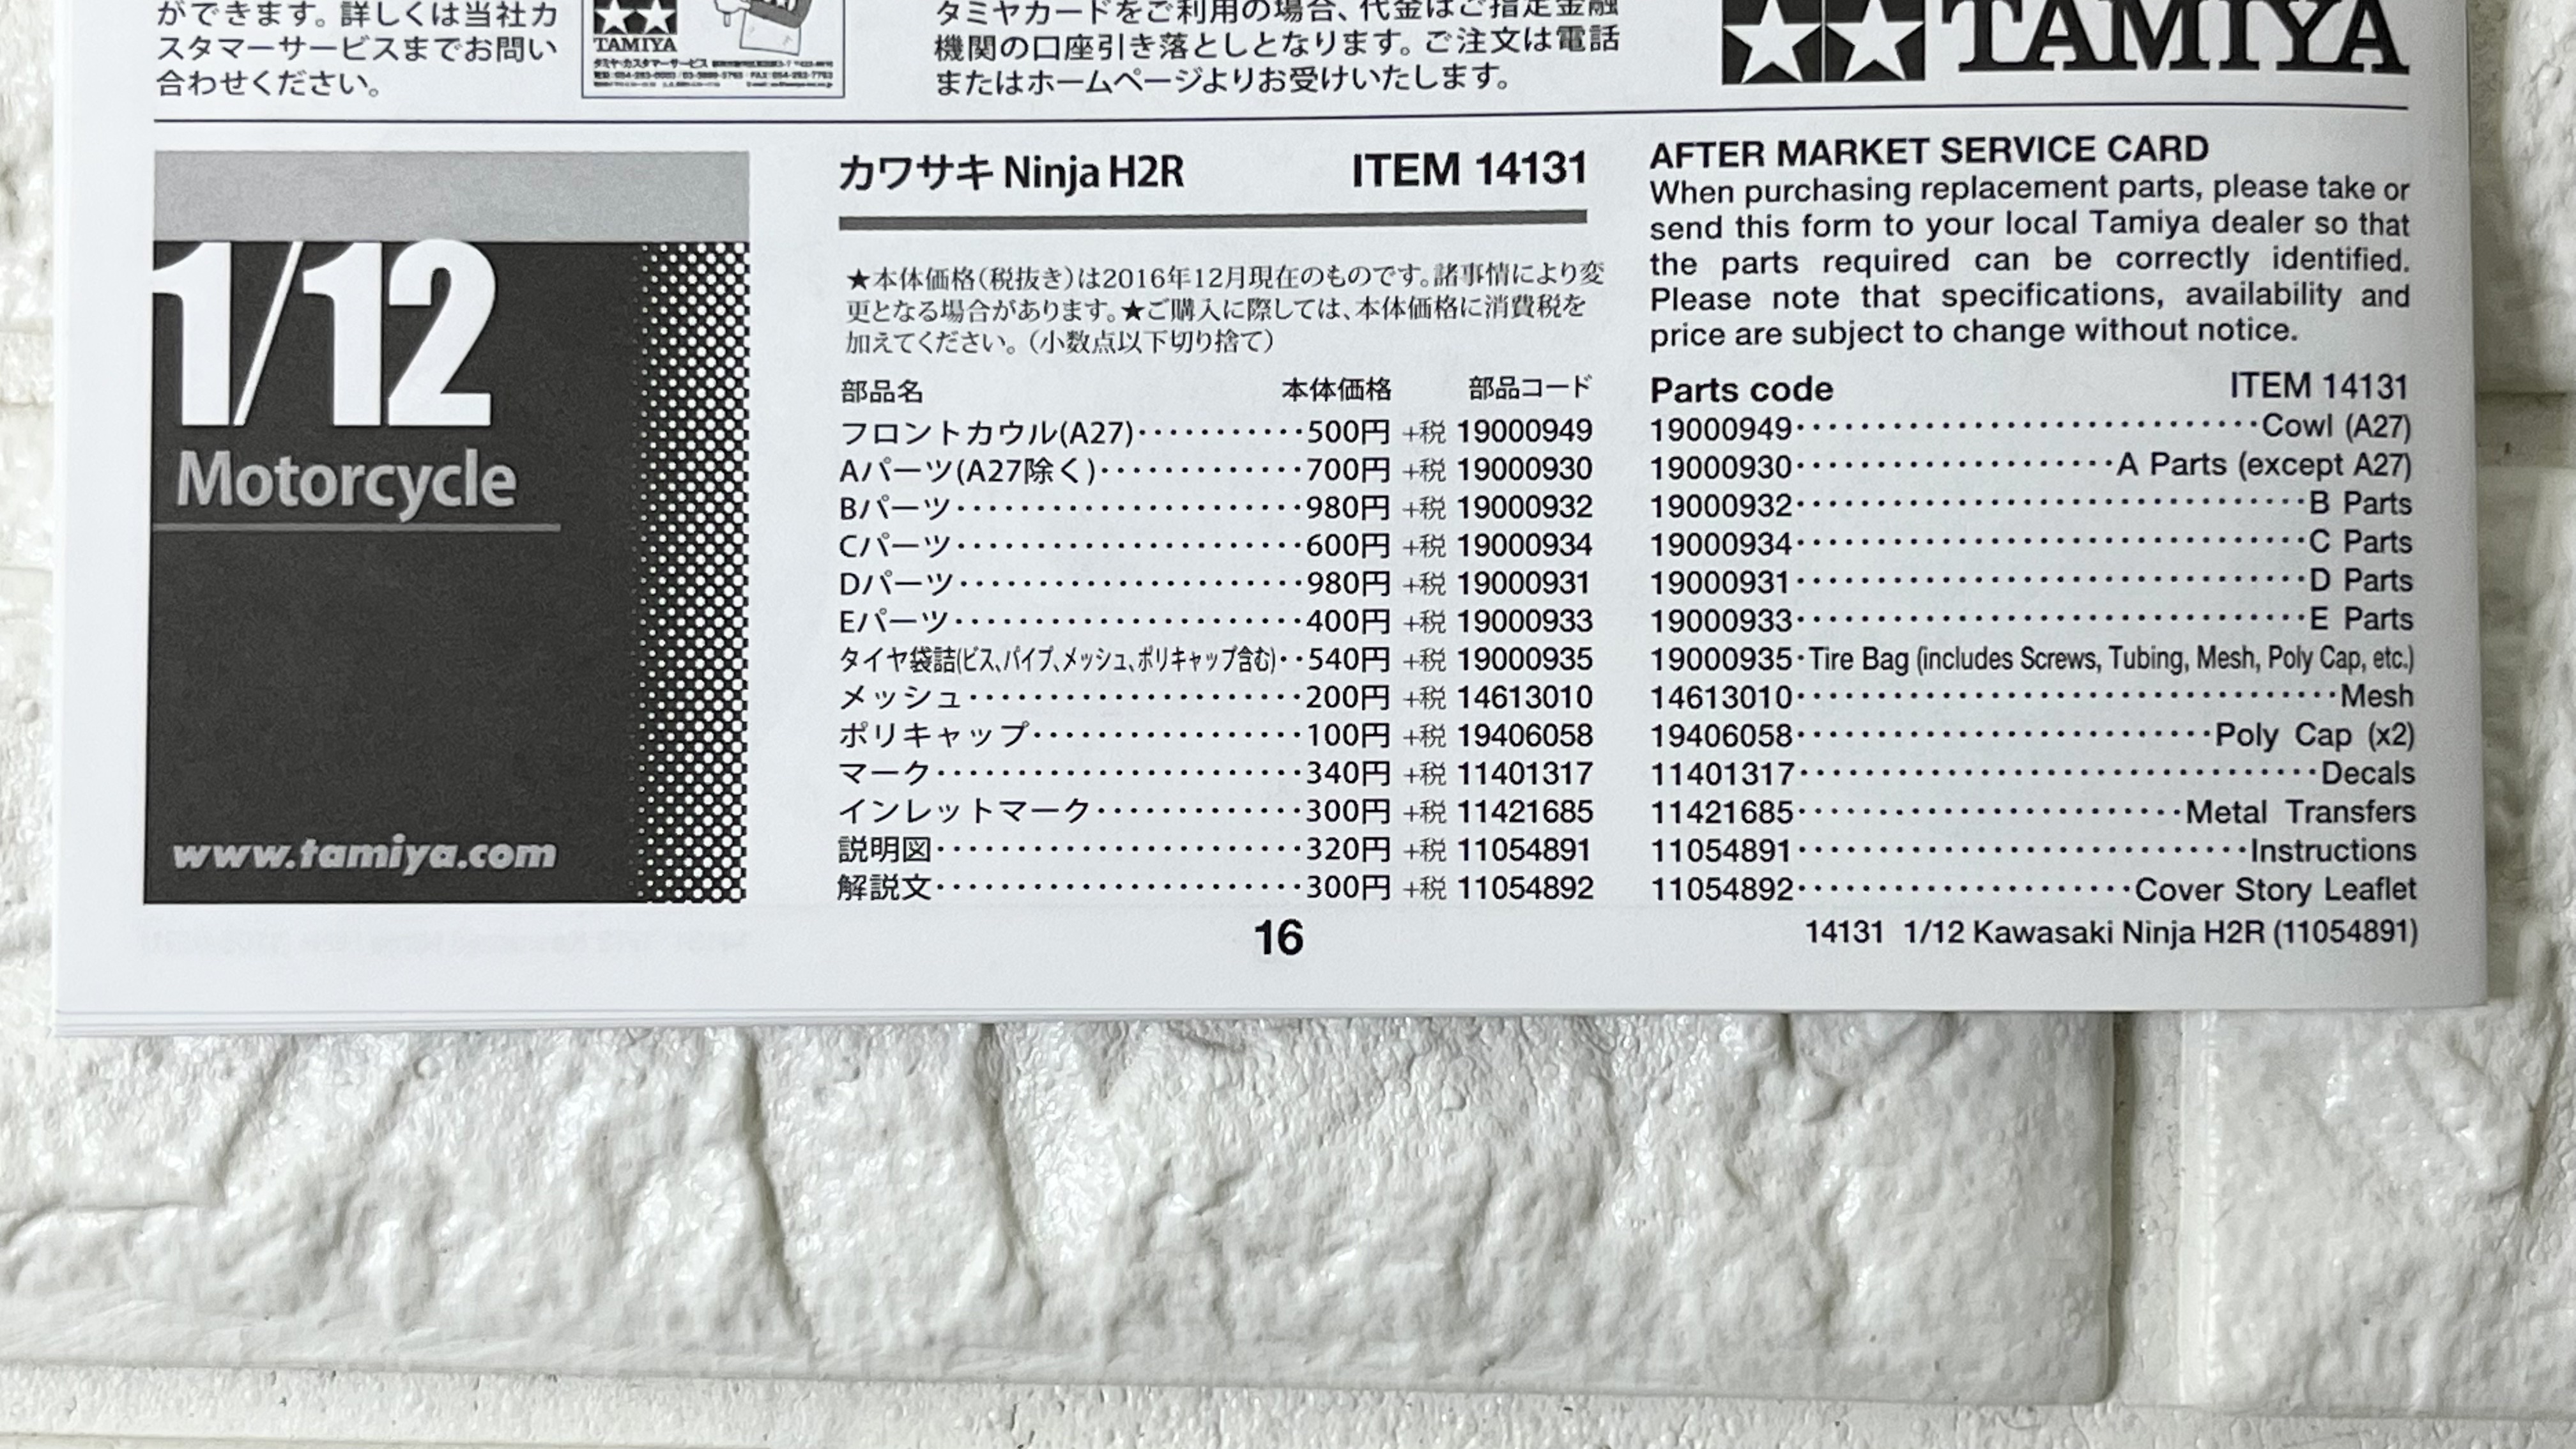 ができます。詳しくは当社カ
スタマーサービスまでお問い
合わせください。
TAMIYA
タミヤ・カスタマーサービス
タミヤカードをご利用の場合、代金はご指定金融
機関の口座引き落としとなります。ご注文は電話
またはホームページよりお受けいたします。
TAMIYA
1/12
Motorcycle
www.tamiya.com
カワサキ Ninja H2R ITEM 14131
★本体価格(税抜き)は2016年12月現在のものです。諸事情により変
更となる場合があります。★ご購入に際しては、本体価格に消費税を
加えてください。(小数点以下切り捨て)
部品名 本体価格 部品コード
フロントカウル(A27)···········500円 +税 19000949
Aパーツ(A27除く)·············700円 +税 19000930
Bパーツ······················980円 +税 19000932
Cパーツ······················600円 +税 19000934
Dパーツ······················980円 +税 19000931
Eパーツ······················400円 +税 19000933
タイヤ袋詰(ビス、パイプ、メッシュ、ポリキャップ含む)··540円 +税 19000935
メッシュ·····················200円 +税 14613010
ポリキャップ·················100円 +税 19406058
マーク·······················340円 +税 11401317
インレットマーク·············300円 +税 11421685
説明図·······················320円 +税 11054891
解説文·······················300円 +税 11054892
AFTER MARKET SERVICE CARD
When purchasing replacement parts, please take or
send this form to your local Tamiya dealer so that
the parts required can be correctly identified.
Please note that specifications, availability and
price are subject to change without notice.
Parts code ITEM 14131
19000949·····························Cowl (A27)
19000930····················A Parts (except A27)
19000932································B Parts
19000934································C Parts
19000931································D Parts
19000933································E Parts
19000935·Tire Bag (includes Screws, Tubing, Mesh, Poly Cap, etc.)
14613010··································Mesh
19406058··························Poly Cap (x2)
11401317·································Decals
11421685························Metal Transfers
11054891····························Instructions
11054892·····················Cover Story Leaflet
16
14131 1/12 Kawasaki Ninja H2R (11054891)